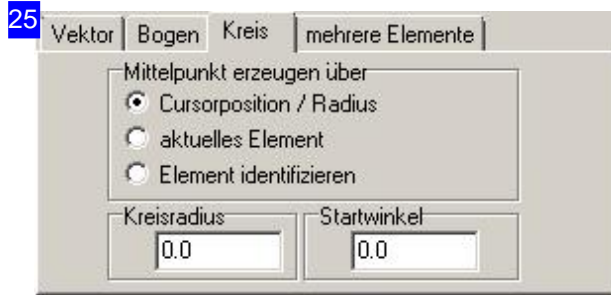 25
Vektor Bogen Kreis mehrere Elemente
Mittelpunkt erzeugen über
Cursorposition / Radius
aktuelles Element
Element identifizieren
Kreisradius Startwinkel
0.0 0.0